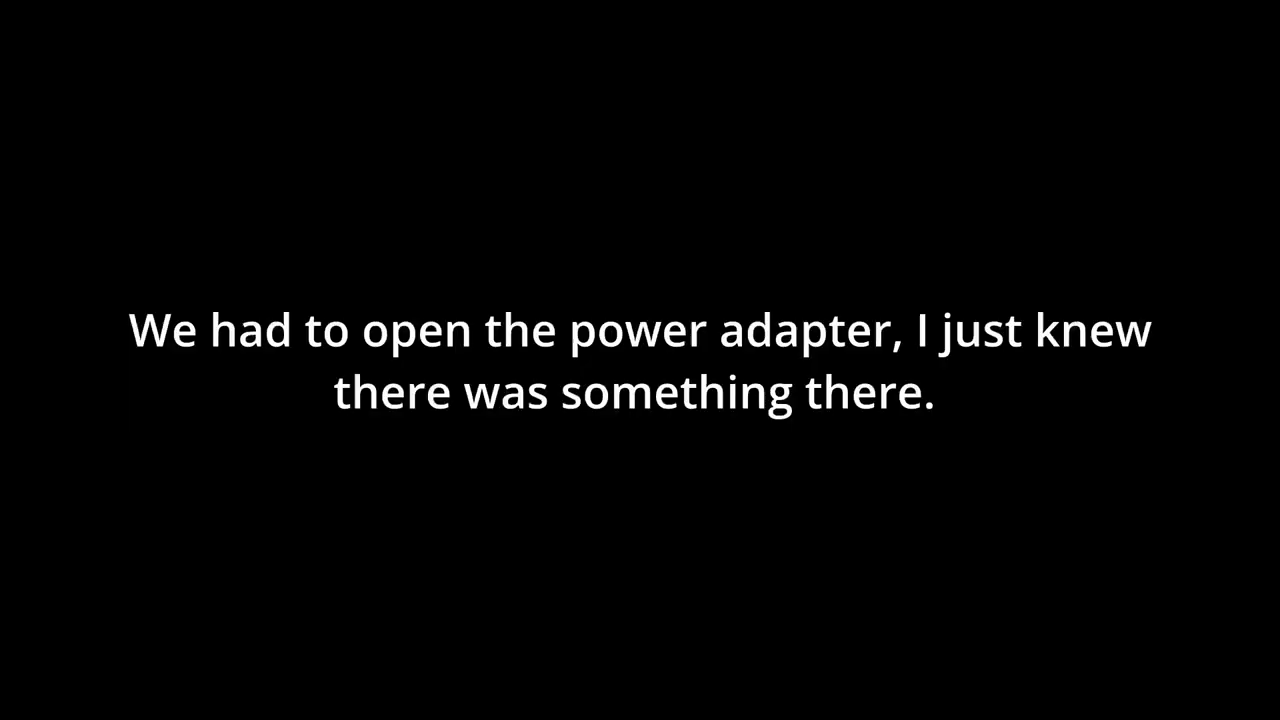 We had to open the power adapter, I just knew
there was something there.